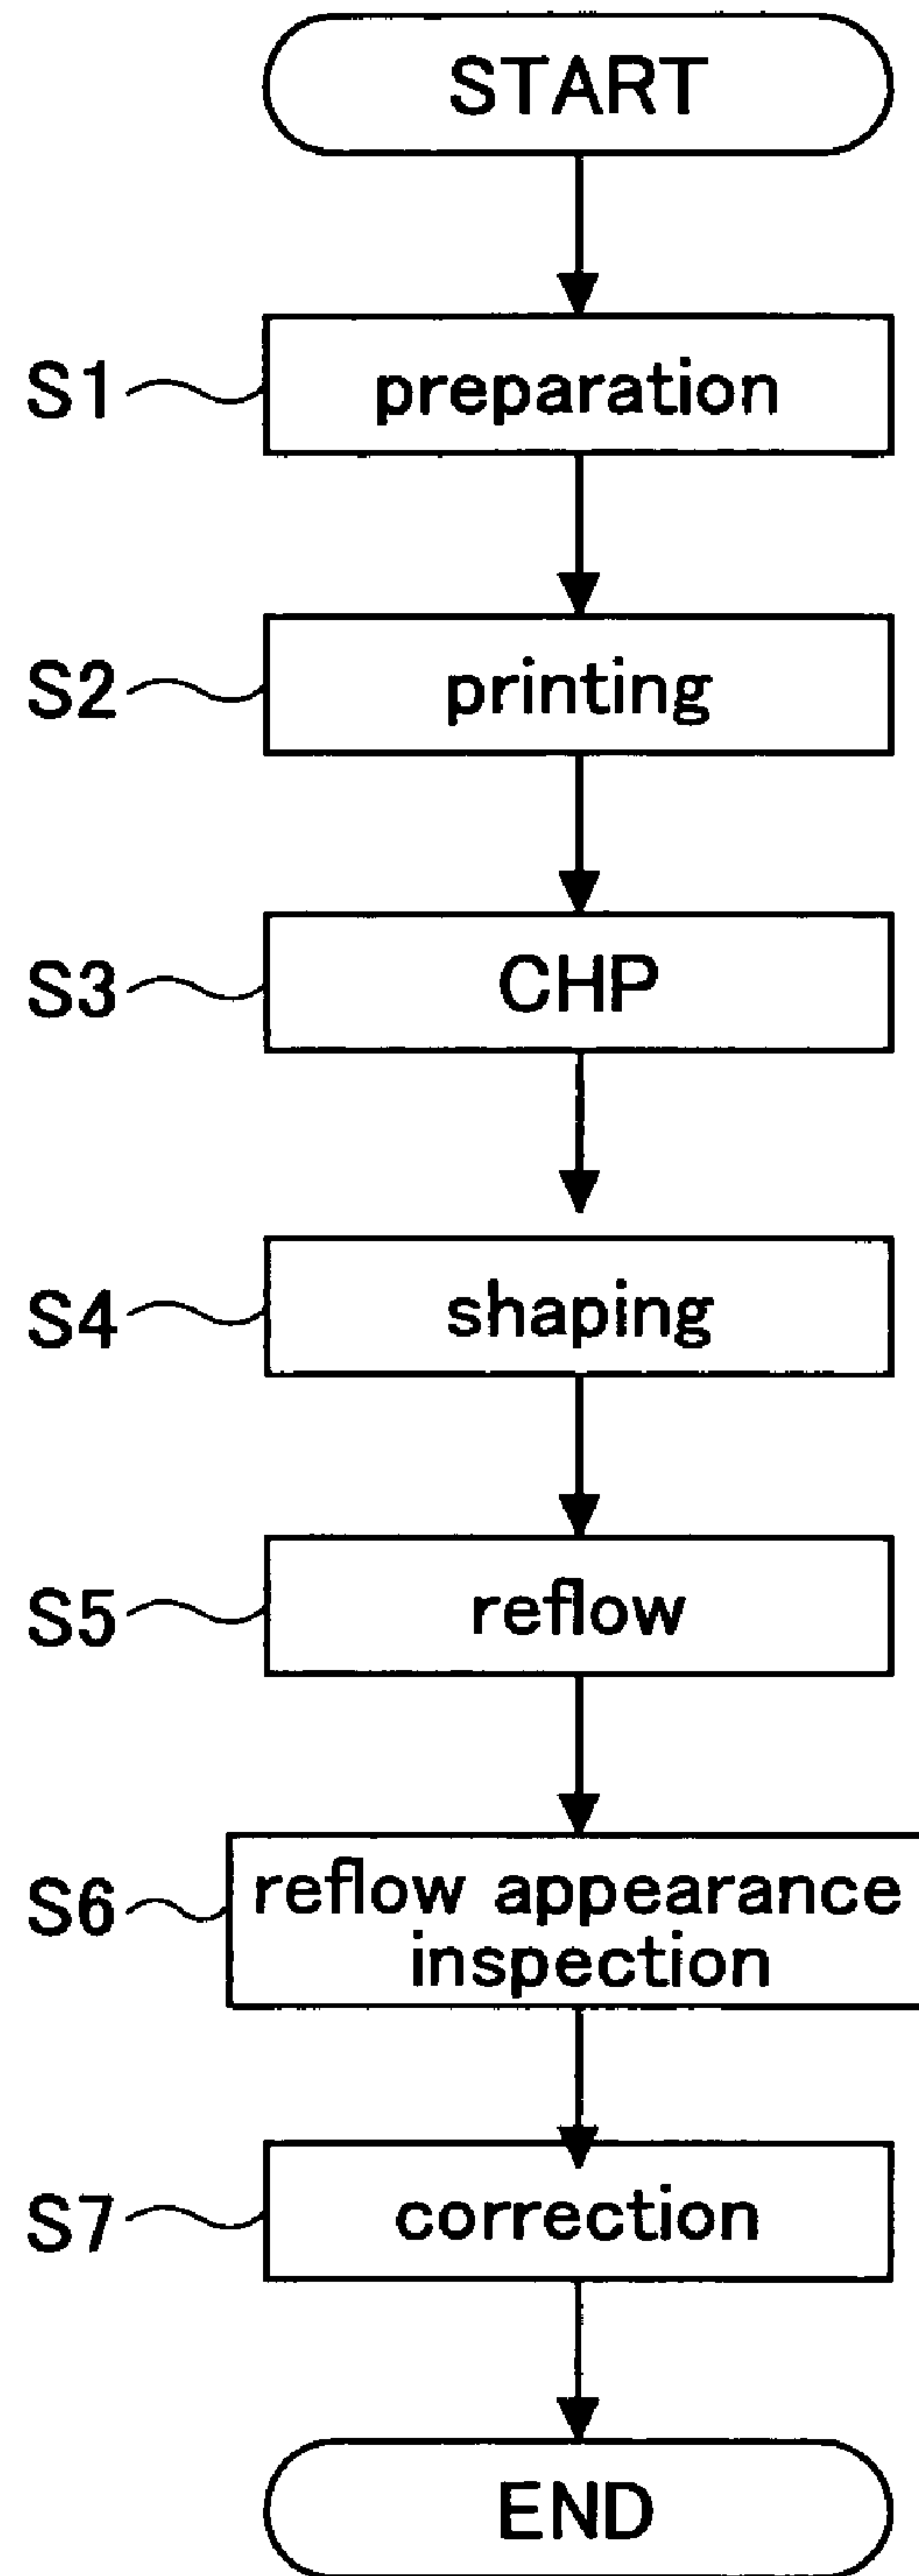 START
S1 preparation
S2 printing
S3 CHP
S4 shaping
S5 reflow
S6 reflow appearance
inspection
S7 correction
END